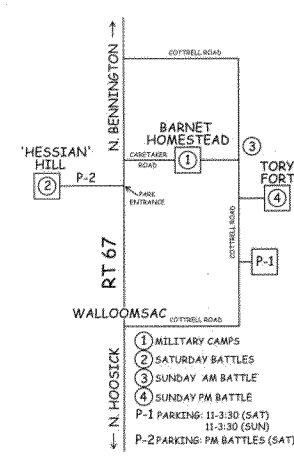 COTTRELL ROAD
N. BENNINGTON
BARNET
HOMESTEAD
'HESSIAN'
HILL
CARETAKER
ROAD
1
3
2
P-2
TORY
FORT
4
PARK
ENTRANCE
COTTRELL ROAD
P-1
RT 67
WALLOOMSAC
COTTRELL ROAD
N. HOOSICK
1 MILITARY CAMPS
2 SATURDAY BATTLES
3 SUNDAY AM BATTLE
4 SUNDAY PM BATTLE
P-1 PARKING: 11-3:30 (SAT)
11-3:30 (SUN)
P-2 PARKING: PM BATTLES (SAT)